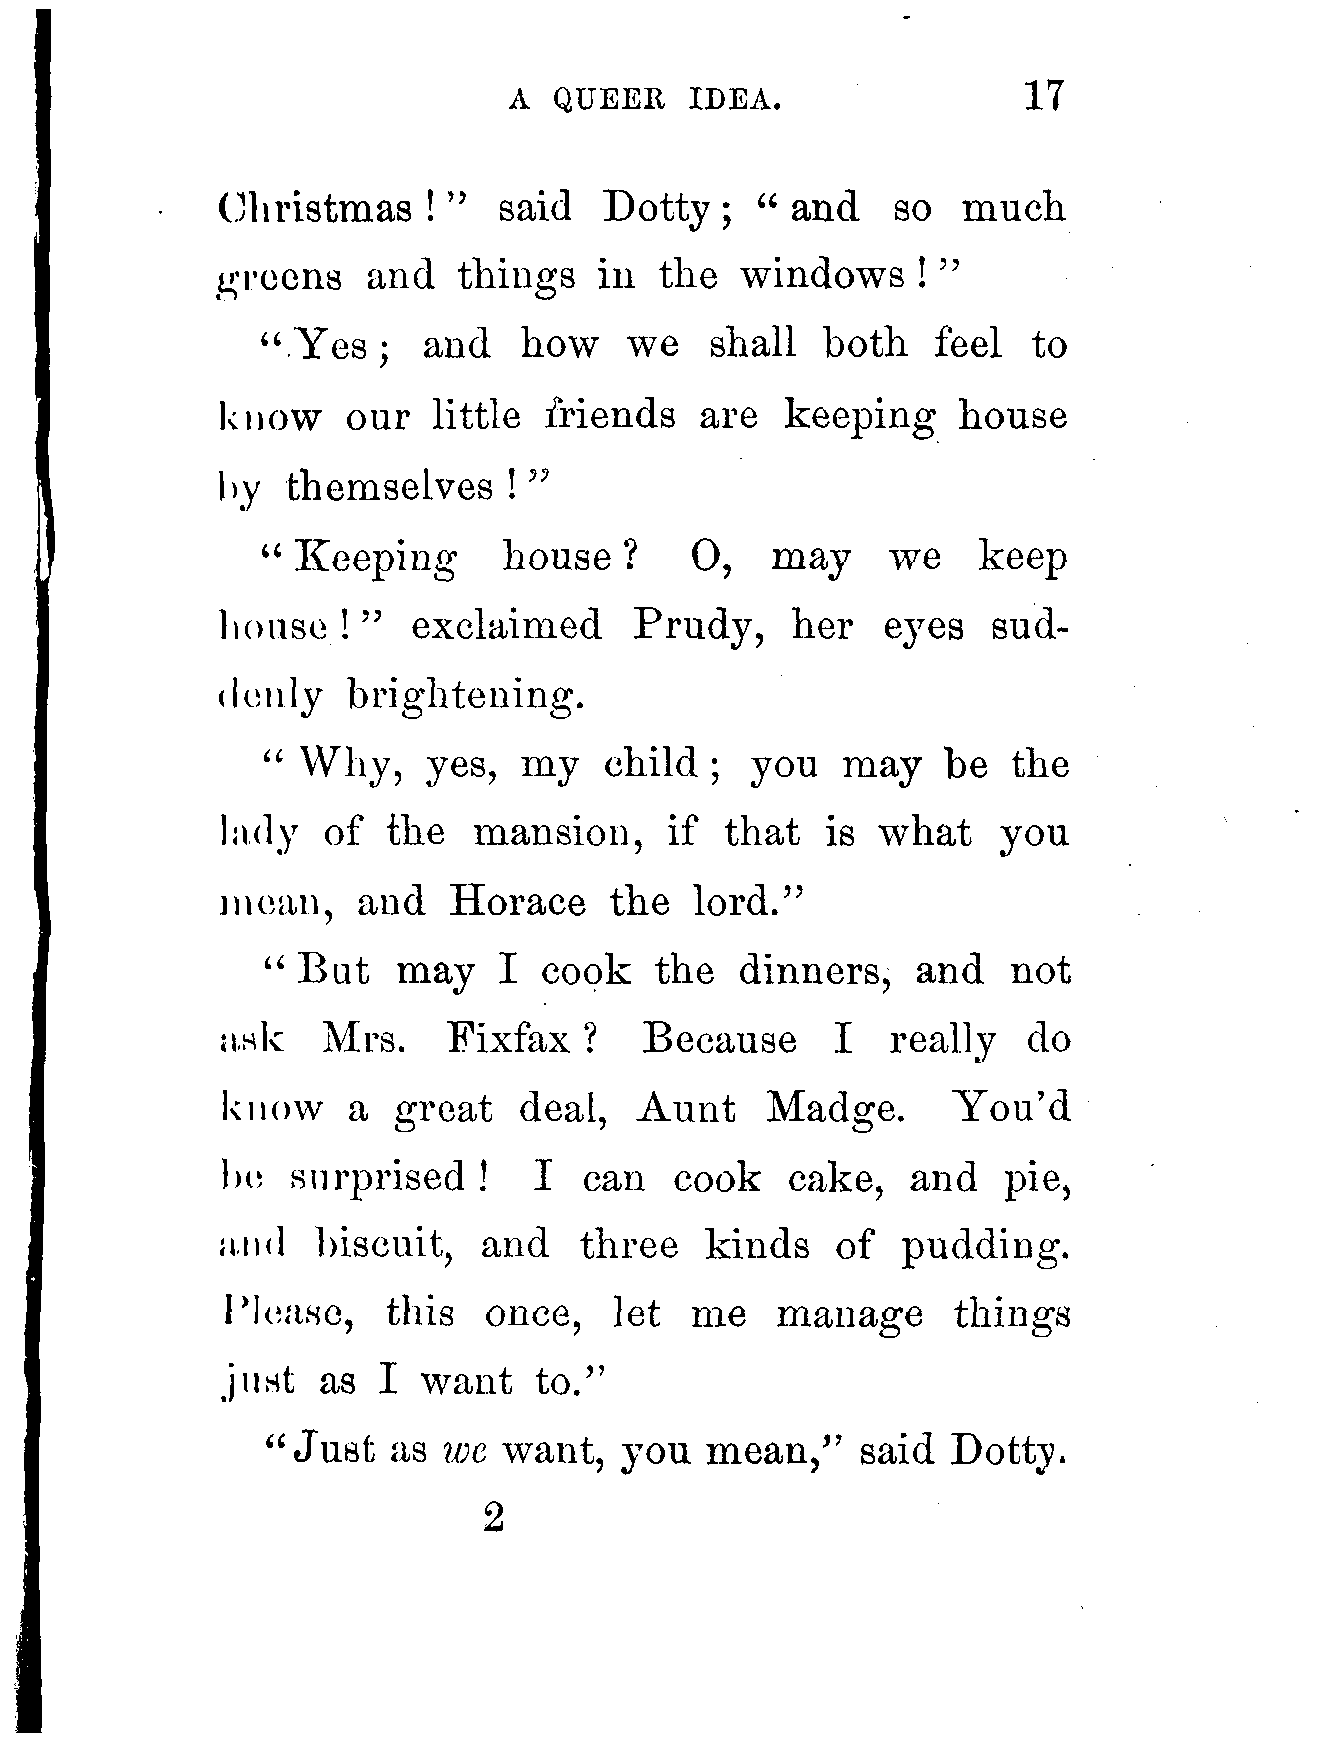 A QUEER IDEA. 17
Christmas!" said Dotty; "and so much
greens and things in the windows!"
"Yes; and how we shall both feel to
know our little friends are keeping house
by themselves!"
"Keeping house? O, may we keep
house!" exclaimed Prudy, her eyes sud-
denly brightening.
"Why, yes, my child; you may be the
lady of the mansion, if that is what you
mean, and Horace the lord."
"But may I cook the dinners, and not
ask Mrs. Fixfax? Because I really do
know a great deal, Aunt Madge. You'd
be surprised! I can cook cake, and pie,
and biscuit, and three kinds of pudding.
Please, this once, let me manage things
just as I want to."
"Just as we want, you mean," said Dotty.
2